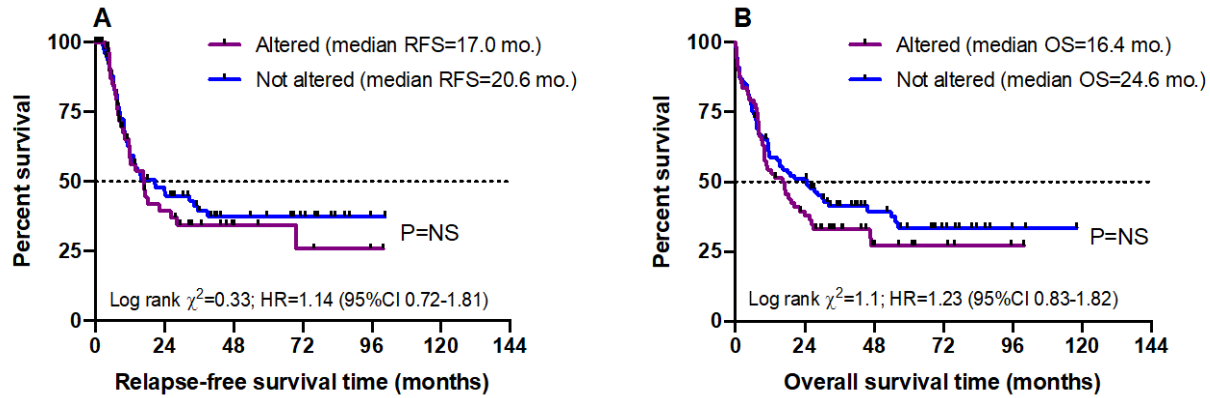 A
Altered (median RFS=17.0 mo.)
Not altered (median RFS=20.6 mo.)
100
75
50
25
0
Percent survival
P=NS
Log rank χ²=0.33; HR=1.14 (95%CI 0.72-1.81)
0 24 48 72 96 120 144
Relapse-free survival time (months)
B
Altered (median OS=16.4 mo.)
Not altered (median OS=24.6 mo.)
100
75
50
25
0
Percent survival
P=NS
Log rank χ²=1.1; HR=1.23 (95%CI 0.83-1.82)
0 24 48 72 96 120 144
Overall survival time (months)